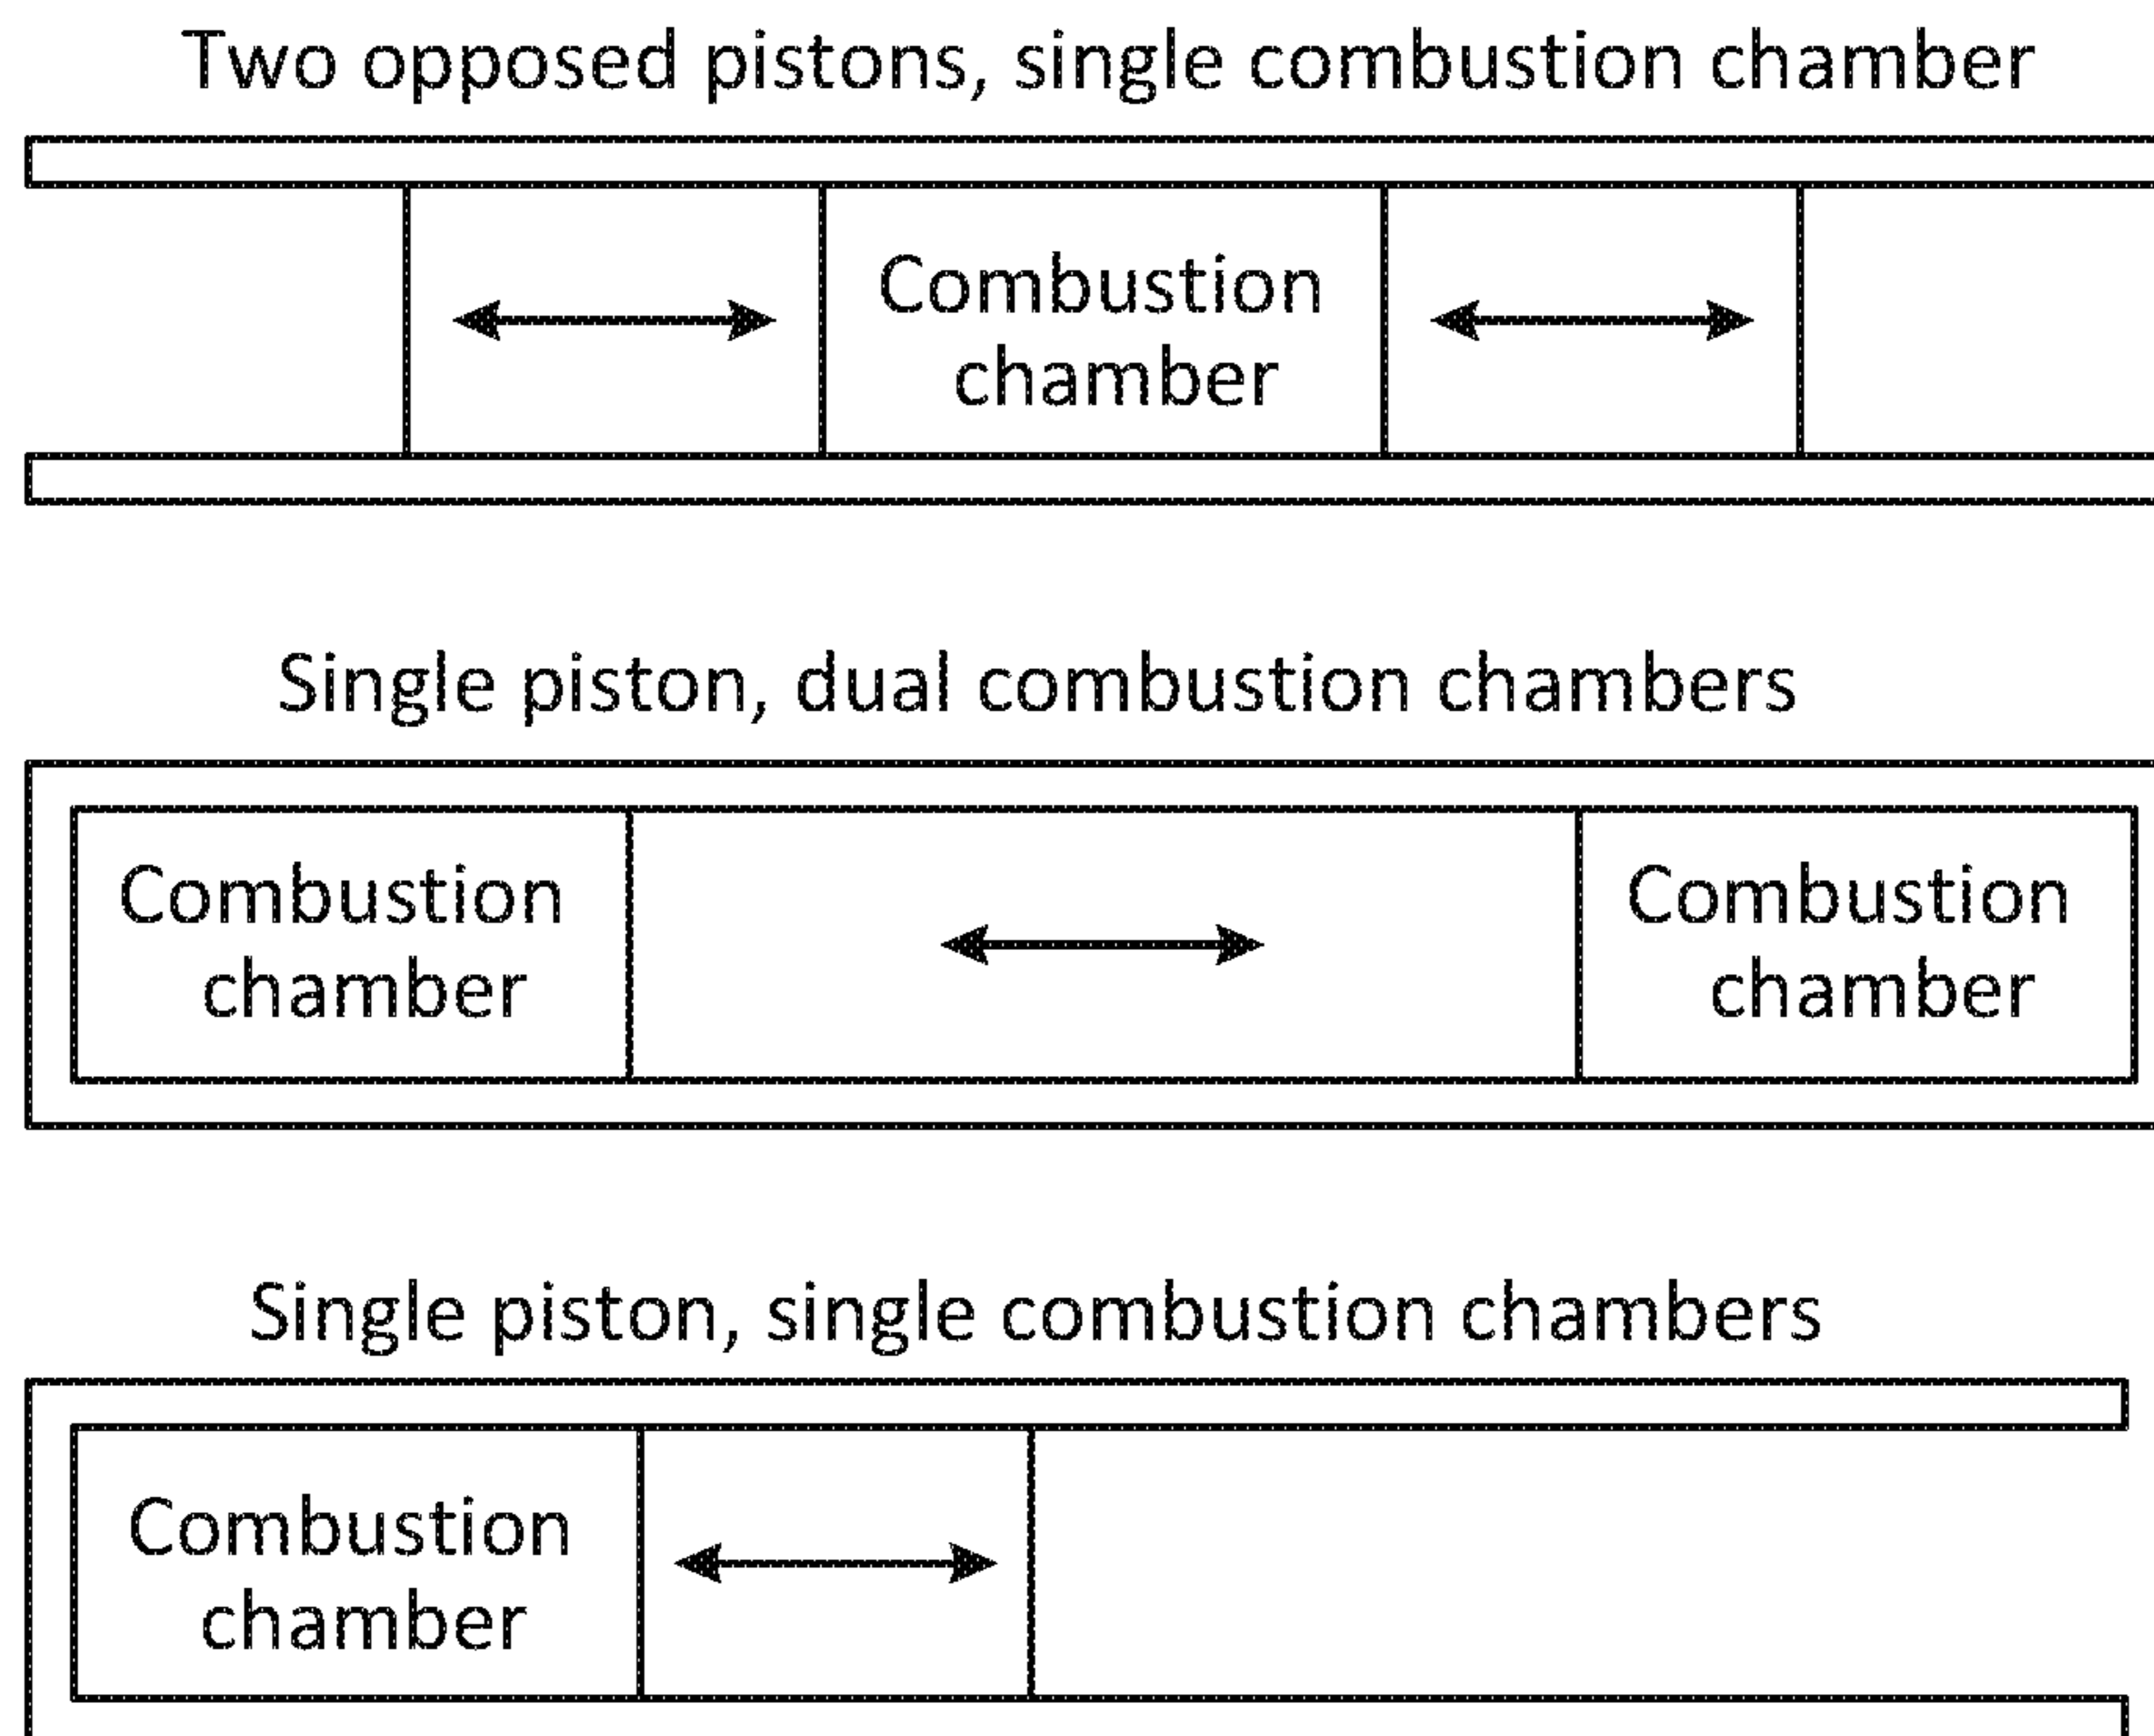 Two opposed pistons, single combustion chamber
Combustion
chamber
Single piston, dual combustion chambers
Combustion
chamber
Combustion
chamber
Single piston, single combustion chambers
Combustion
chamber